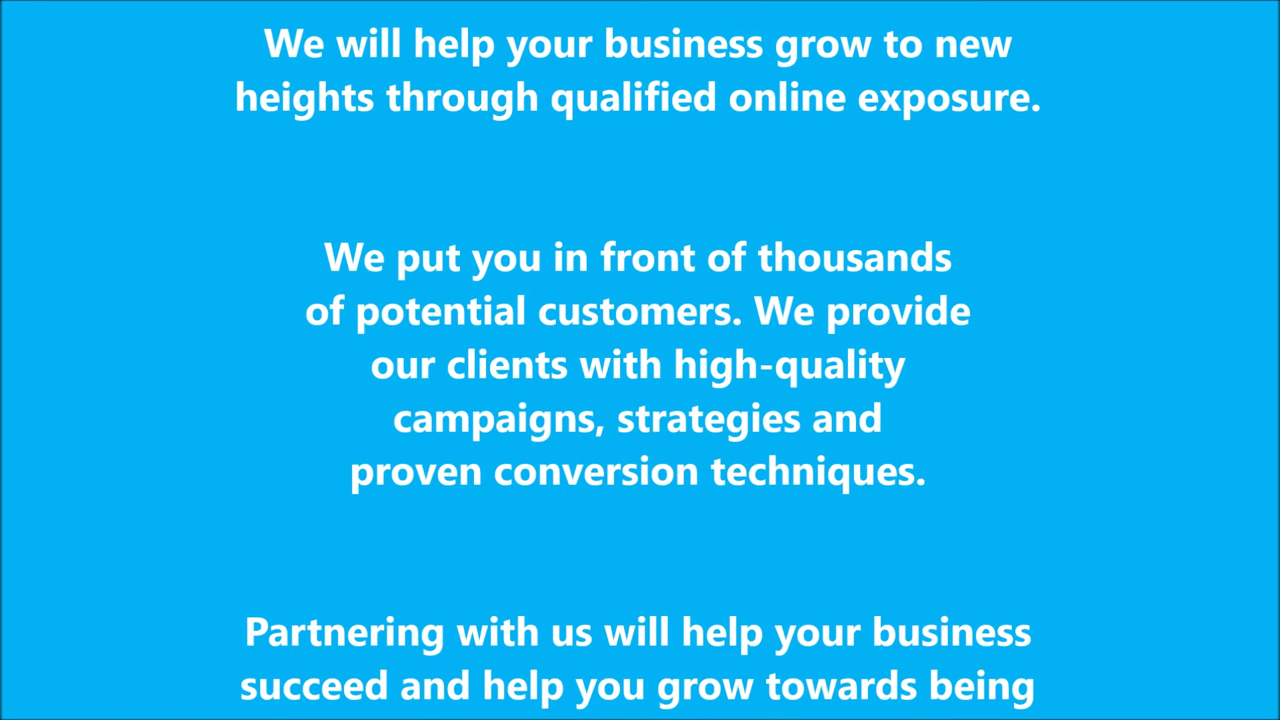 We will help your business grow to new
heights through qualified online exposure.
We put you in front of thousands
of potential customers. We provide
our clients with high-quality
campaigns, strategies and
proven conversion techniques.
Partnering with us will help your business
succeed and help you grow towards being